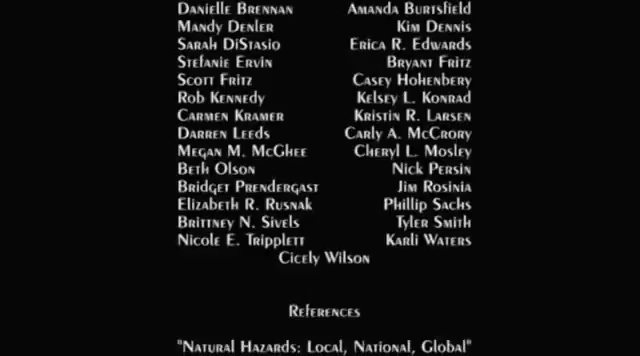 Danielle Brennan Amanda Burtsfield
Mandy Denler Kim Dennis
Sarah DiStasio Erica R. Edwards
Stefanie Ervin Bryant Fritz
Scott Fritz Casey Hohenbery
Rob Kennedy Kelsey L. Konrad
Carmen Kramer Kristin R. Larsen
Darren Leeds Carly A. McCrory
Megan M. McGhee Cheryl L. Mosley
Beth Olson Nick Persin
Bridget Prendergast Jim Rosinia
Elizabeth R. Rusnak Phillip Sachs
Brittney N. Sivels Tyler Smith
Nicole E. Tripplett Karli Waters
Cicely Wilson
References
"Natural Hazards: Local, National, Global"